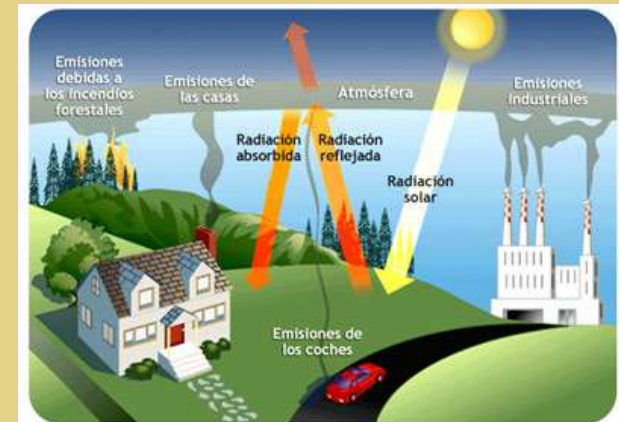 Emisiones
debidas a
los incendios
forestales
Emisiones de
las casas
Atmósfera
Emisiones
industriales
Radiación
absorbida
Radiación
reflejada
Radiación
solar
Emisiones de
los coches